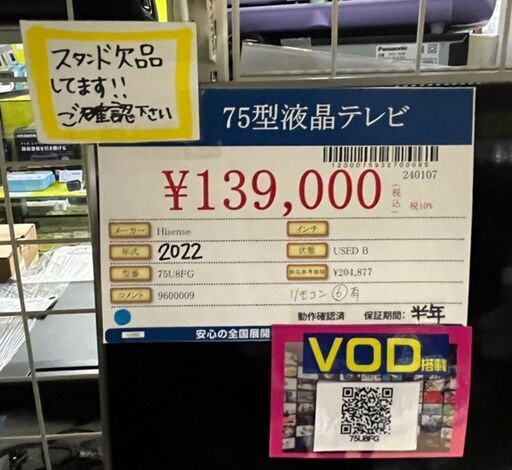 スタンド欠品
してます!!
ご確認下さい
Panasonic
75型液晶テレビ
240107
¥139,000
(税込)
税10%
メーカー Hisense インチ
年式 2022 状態 USED B
型番 75U8FG 新品参考価格 ¥204,877
コメント 9600009 リモコン⑥有
動作確認済 保証期間: 半年
安心の全国展開
VOD搭載
75U8FG